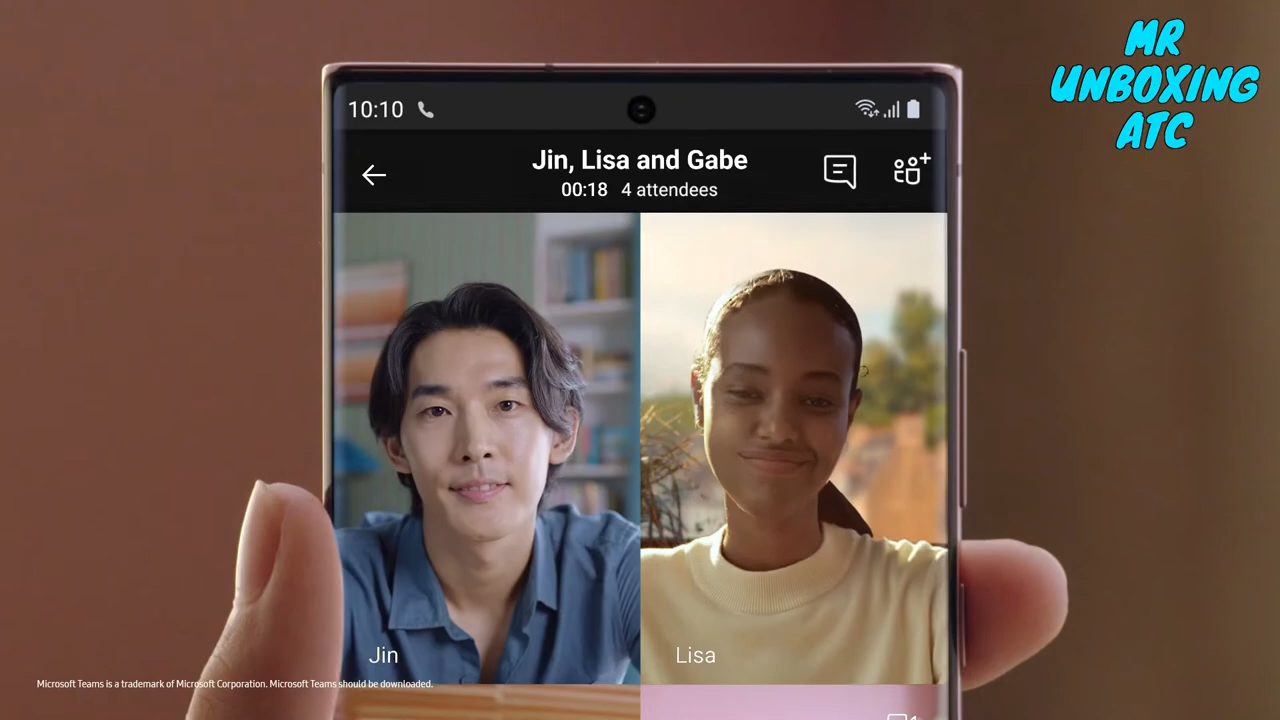 MR
UNBOXING
ATC
10:10
Jin, Lisa and Gabe
00:18 4 attendees
Jin
Lisa
Microsoft Teams is a trademark of Microsoft Corporation. Microsoft Teams should be downloaded.